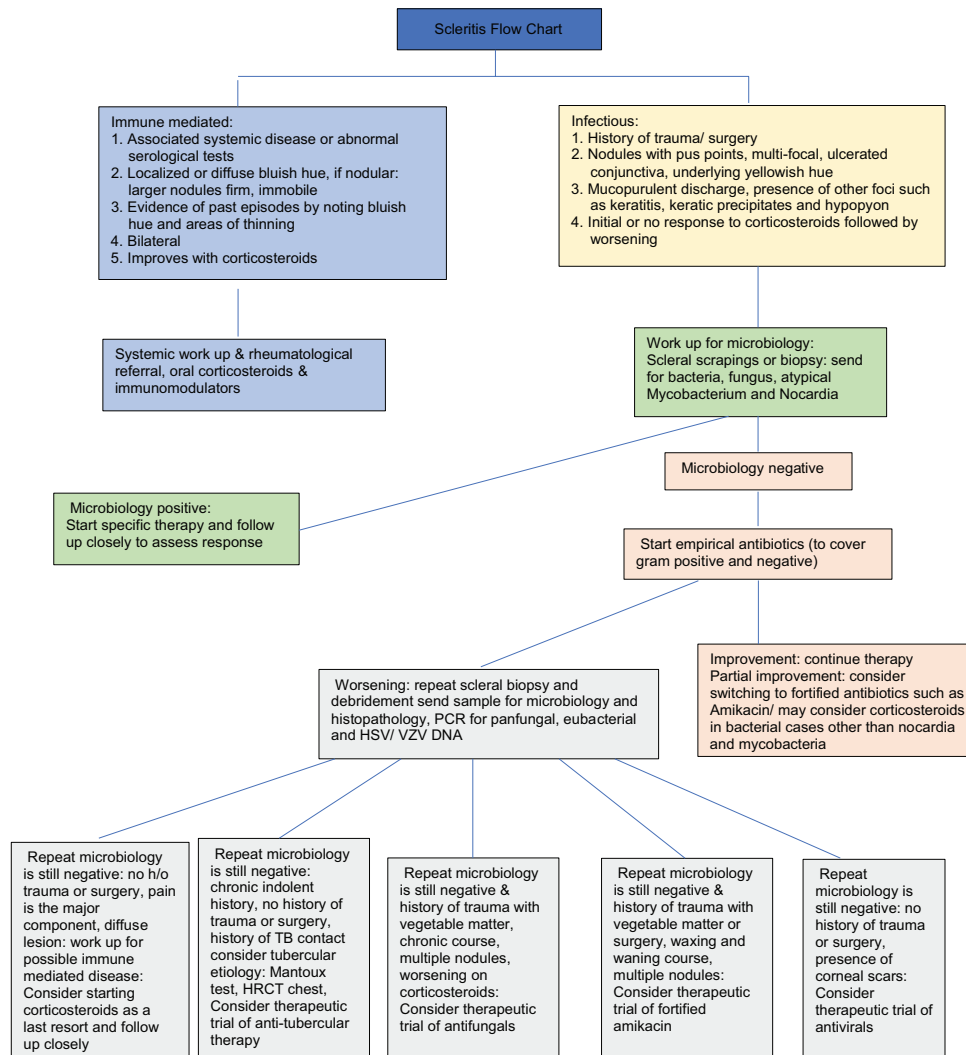 Scleritis Flow Chart
Immune mediated:
1. Associated systemic disease or abnormal
serological tests
2. Localized or diffuse bluish hue, if nodular:
larger nodules firm, immobile
3. Evidence of past episodes by noting bluish
hue and areas of thinning
4. Bilateral
5. Improves with corticosteroids
Infectious:
1. History of trauma/ surgery
2. Nodules with pus points, multi-focal, ulcerated
conjunctiva, underlying yellowish hue
3. Mucopurulent discharge, presence of other foci such
as keratitis, keratic precipitates and hypopyon
4. Initial or no response to corticosteroids followed by
worsening
Systemic work up & rheumatological
referral, oral corticosteroids &
immunomodulators
Work up for microbiology:
Scleral scrapings or biopsy: send
for bacteria, fungus, atypical
Mycobacterium and Nocardia
Microbiology negative
Microbiology positive:
Start specific therapy and follow
up closely to assess response
Start empirical antibiotics (to cover
gram positive and negative)
Improvement: continue therapy
Partial improvement: consider
switching to fortified antibiotics such as
Amikacin/ may consider corticosteroids
in bacterial cases other than nocardia
and mycobacteria
Worsening: repeat scleral biopsy and
debridement send sample for microbiology and
histopathology, PCR for panfungal, eubacterial
and HSV/ VZV DNA
Repeat microbiology
is still negative: no h/o
trauma or surgery, pain
is the major
component, diffuse
lesion: work up for
possible immune
mediated disease:
Consider starting
corticosteroids as a
last resort and follow
up closely
Repeat microbiology
is still negative:
chronic indolent
history, no history of
trauma or surgery,
history of TB contact
consider tubercular
etiology: Mantoux
test, HRCT chest,
Consider therapeutic
trial of anti-tubercular
therapy
Repeat microbiology
is still negative &
history of trauma with
vegetable matter,
chronic course,
multiple nodules,
worsening on
corticosteroids:
Consider therapeutic
trial of antifungals
Repeat microbiology
is still negative &
history of trauma with
vegetable matter or
surgery, waxing and
waning course,
multiple nodules:
Consider therapeutic
trial of fortified
amikacin
Repeat
microbiology is
still negative: no
history of trauma
or surgery,
presence of
corneal scars:
Consider
therapeutic trial of
antivirals